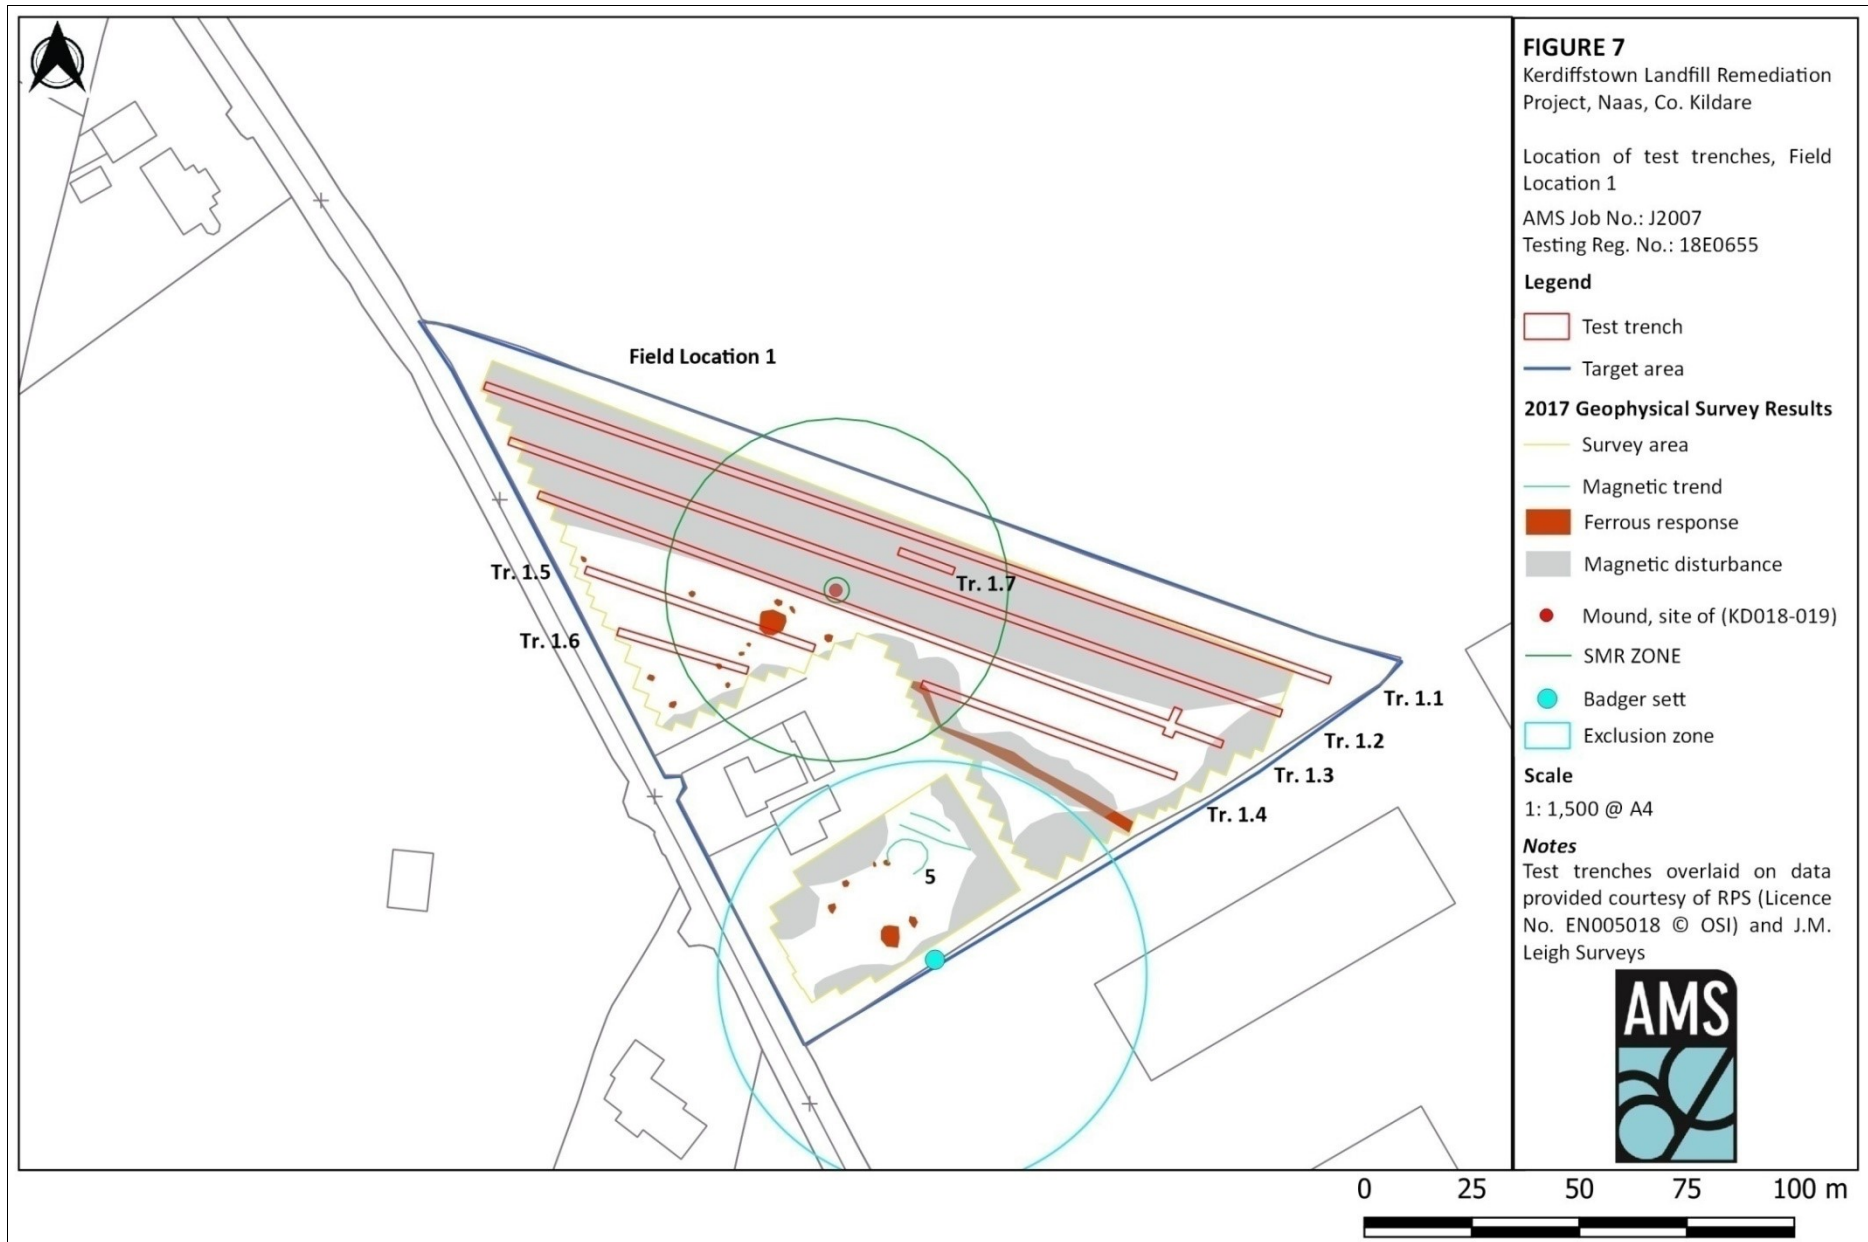 Field Location 1
Tr. 1.5
Tr. 1.7
Tr. 1.6
Tr. 1.1
Tr. 1.2
Tr. 1.3
Tr. 1.4
5
FIGURE 7
Kerdiffstown Landfill Remediation
Project, Naas, Co. Kildare
Location of test trenches, Field
Location 1
AMS Job No.: J2007
Testing Reg. No.: 18E0655
Legend
Test trench
Target area
2017 Geophysical Survey Results
Survey area
Magnetic trend
Ferrous response
Magnetic disturbance
Mound, site of (KD018-019)
SMR ZONE
Badger sett
Exclusion zone
Scale
1: 1,500 @ A4
Notes
Test trenches overlaid on data
provided courtesy of RPS (Licence
No. EN005018 © OSI) and J.M.
Leigh Surveys
AMS
0 25 50 75 100 m